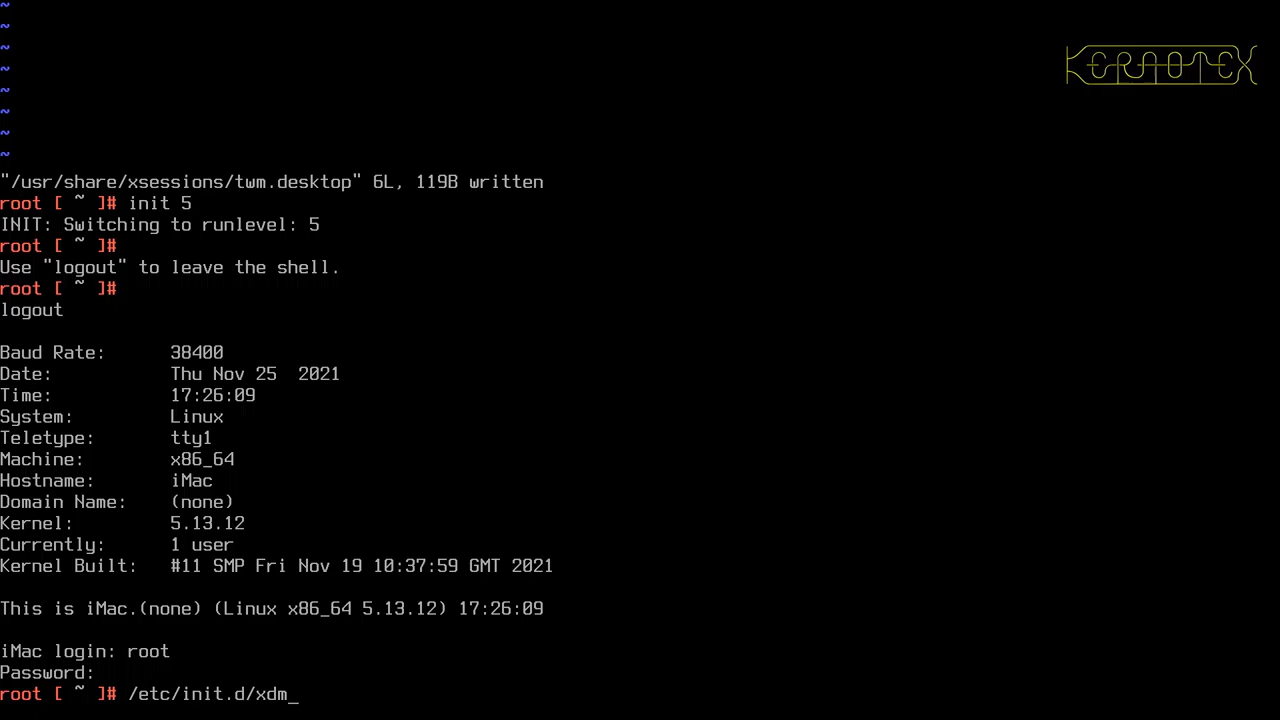 ~
~
~
~
~
~
~
~
KERNOTEX
"/usr/share/xsessions/twm.desktop" 6L, 119B written
root [ ~ ]# init 5
INIT: Switching to runlevel: 5
root [ ~ ]#
Use "logout" to leave the shell.
root [ ~ ]#
logout
Baud Rate:      38400
Date:           Thu Nov 25  2021
Time:           17:26:09
System:         Linux
Teletype:       tty1
Machine:        x86_64
Hostname:       iMac
Domain Name:    (none)
Kernel:         5.13.12
Currently:      1 user
Kernel Built:   #11 SMP Fri Nov 19 10:37:59 GMT 2021
This is iMac.(none) (Linux x86_64 5.13.12) 17:26:09
iMac login: root
Password:
root [ ~ ]# /etc/init.d/xdm_